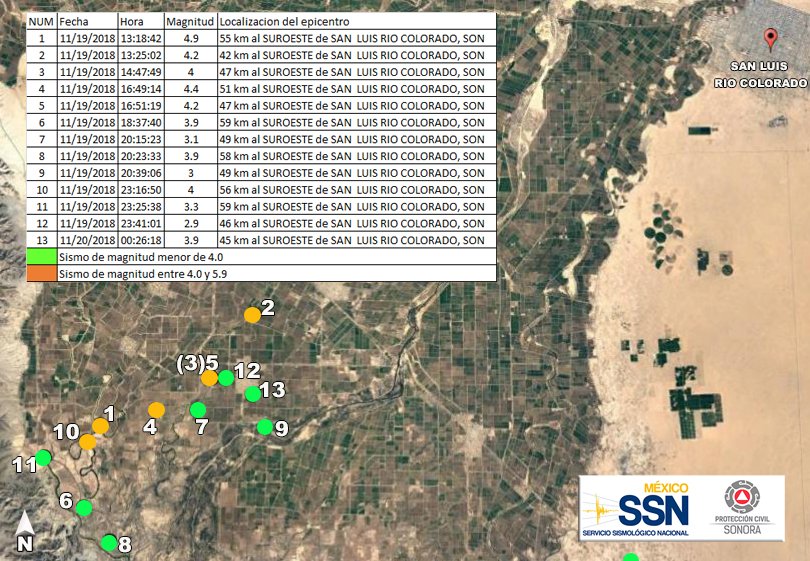 NUM Fecha Hora Magnitud Localizacion del epicentro
1 11/19/2018 13:18:42 4.9 55 km al SUROESTE de SAN LUIS RIO COLORADO, SON
2 11/19/2018 13:25:02 4.2 42 km al SUROESTE de SAN LUIS RIO COLORADO, SON
3 11/19/2018 14:47:49 4 47 km al SUROESTE de SAN LUIS RIO COLORADO, SON
4 11/19/2018 16:49:14 4.4 51 km al SUROESTE de SAN LUIS RIO COLORADO, SON
5 11/19/2018 16:51:19 4.2 47 km al SUROESTE de SAN LUIS RIO COLORADO, SON
6 11/19/2018 18:37:40 3.9 59 km al SUROESTE de SAN LUIS RIO COLORADO, SON
7 11/19/2018 20:15:23 3.1 49 km al SUROESTE de SAN LUIS RIO COLORADO, SON
8 11/19/2018 20:23:33 3.9 58 km al SUROESTE de SAN LUIS RIO COLORADO, SON
9 11/19/2018 20:39:06 3 49 km al SUROESTE de SAN LUIS RIO COLORADO, SON
10 11/19/2018 23:16:50 4 56 km al SUROESTE de SAN LUIS RIO COLORADO, SON
11 11/19/2018 23:25:38 3.3 59 km al SUROESTE de SAN LUIS RIO COLORADO, SON
12 11/19/2018 23:41:01 2.9 46 km al SUROESTE de SAN LUIS RIO COLORADO, SON
13 11/20/2018 00:26:18 3.9 45 km al SUROESTE de SAN LUIS RIO COLORADO, SON
Sismo de magnitud menor de 4.0
Sismo de magnitud entre 4.0 y 5.9
SAN LUIS
RIO COLORADO
2
(3)5
12
13
1
4
7
9
10
11
6
8
N
MÉXICO
SSN
SERVICIO SISMOLÓGICO NACIONAL
PROTECCIÓN CIVIL
SONORA